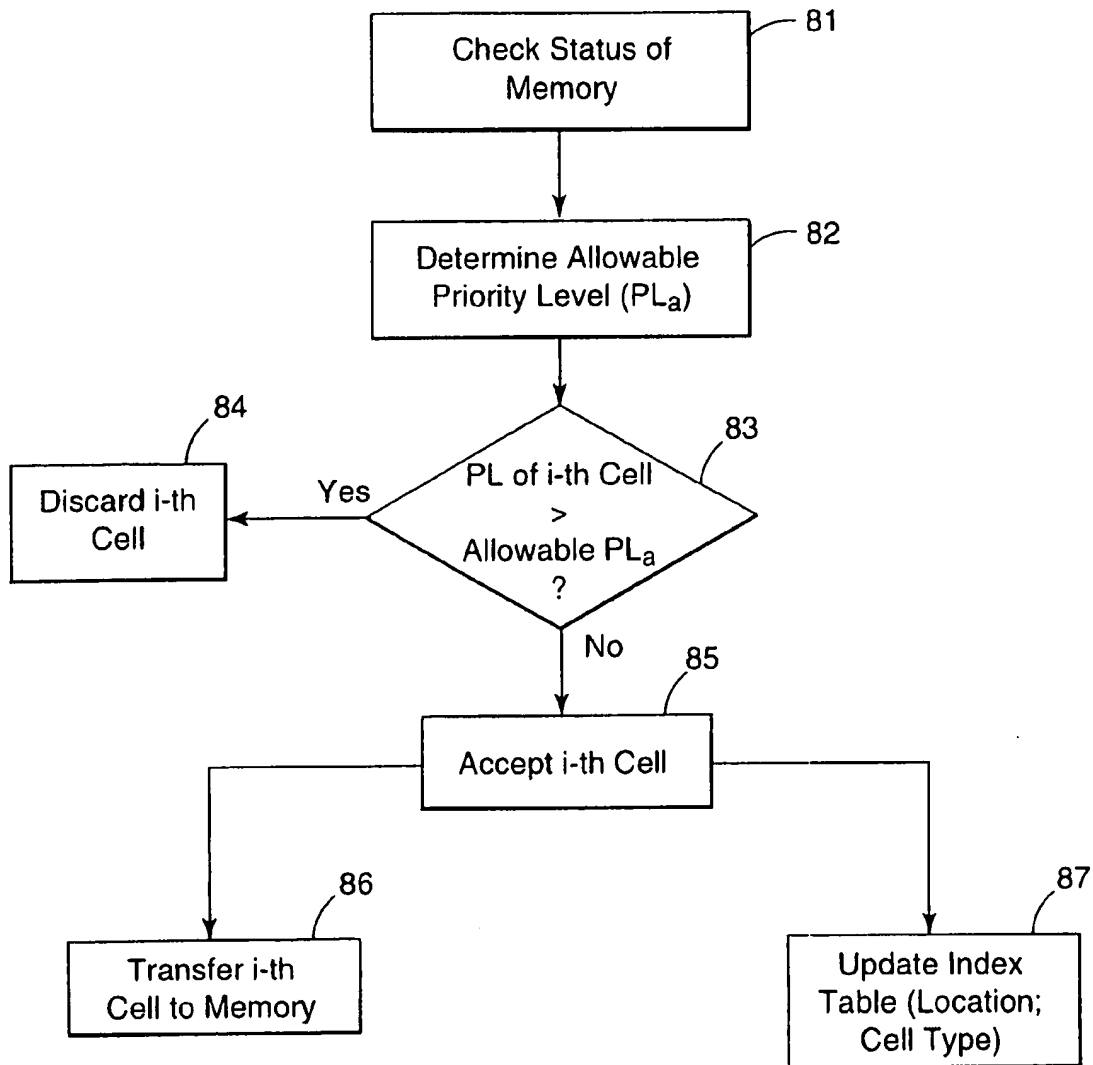 81
Check Status of
Memory
82
Determine Allowable
Priority Level (PLa)
84
83
Discard i-th
Cell
Yes
PL of i-th Cell
>
Allowable PLa
?
No
85
Accept i-th Cell
86
87
Transfer i-th
Cell to Memory
Update Index
Table (Location;
Cell Type)